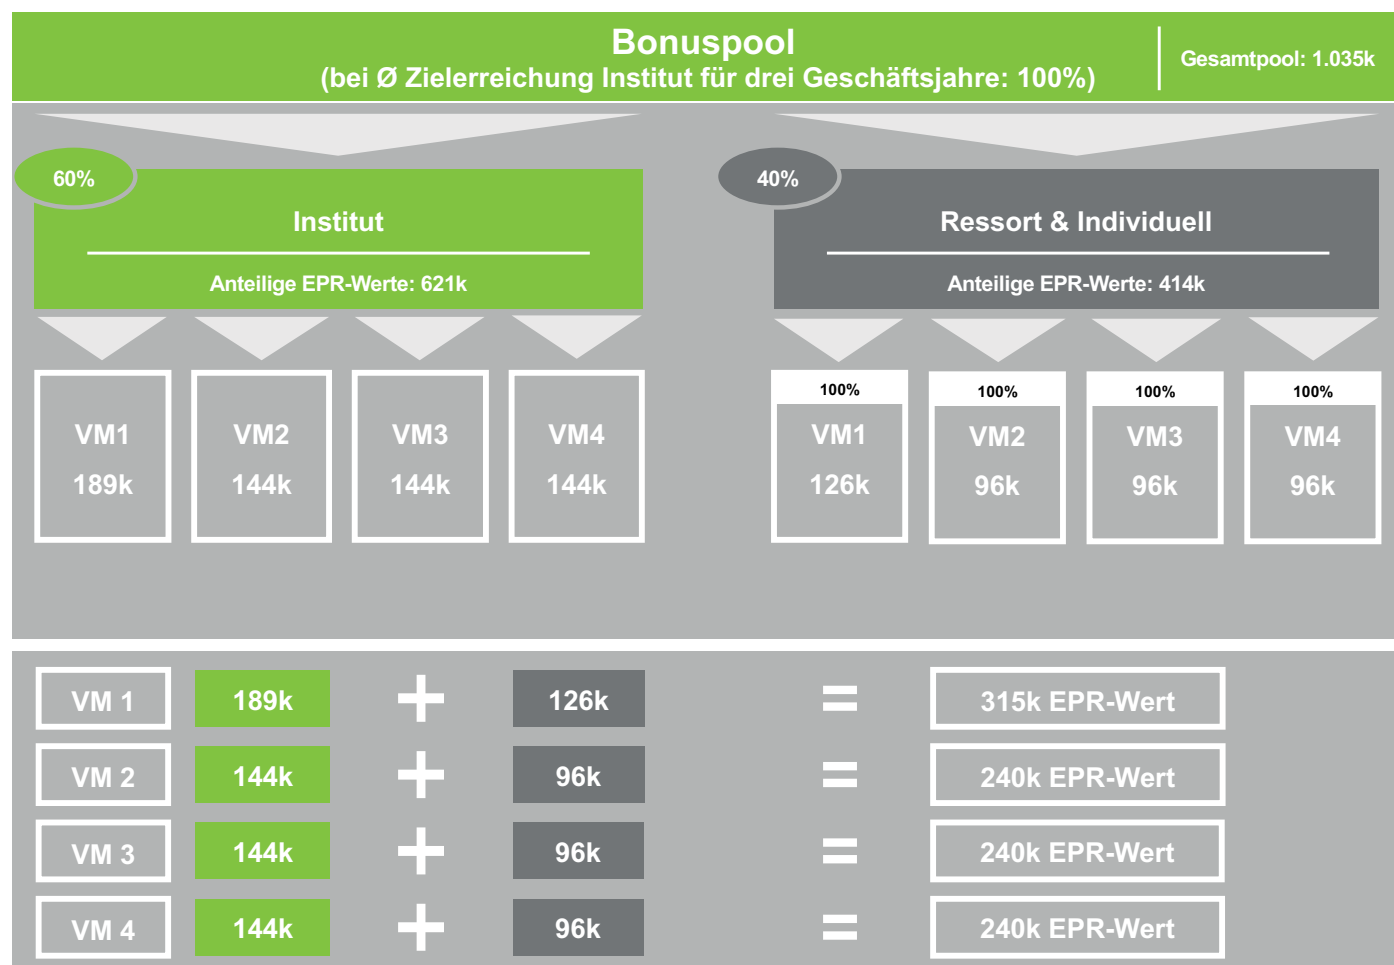 Bonuspool
(bei Ø Zielerreichung Institut für drei Geschäftsjahre: 100%)
Gesamtpool: 1.035k
60%
Institut
Anteilige EPR-Werte: 621k
VM1
189k
VM2
144k
VM3
144k
VM4
144k
40%
Ressort & Individuell
Anteilige EPR-Werte: 414k
100%
VM1
126k
100%
VM2
96k
100%
VM3
96k
100%
VM4
96k
VM 1 189k + 126k = 315k EPR-Wert
VM 2 144k + 96k = 240k EPR-Wert
VM 3 144k + 96k = 240k EPR-Wert
VM 4 144k + 96k = 240k EPR-Wert